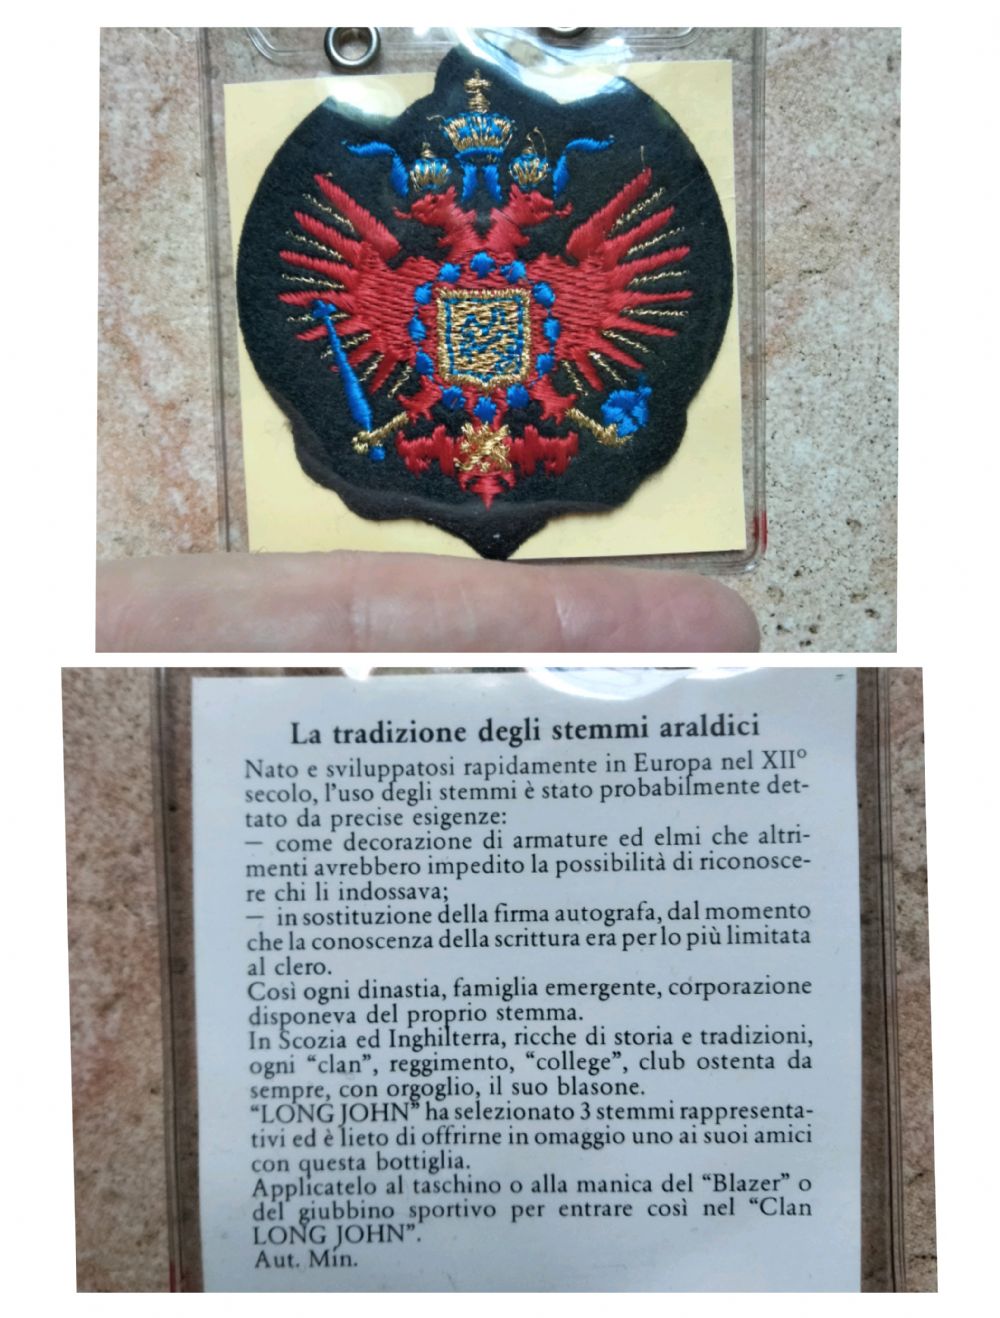 La tradizione degli stemmi araldici
Nato e sviluppatosi rapidamente in Europa nel XII°
secolo, l'uso degli stemmi è stato probabilmente det-
tato da precise esigenze:
— come decorazione di armature ed elmi che altri-
menti avrebbero impedito la possibilità di riconosce-
re chi li indossava;
— in sostituzione della firma autografa, dal momento
che la conoscenza della scrittura era per lo più limitata
al clero.
Così ogni dinastia, famiglia emergente, corporazione
disponeva del proprio stemma.
In Scozia ed Inghilterra, ricche di storia e tradizioni,
ogni "clan", reggimento, "college", club ostenta da
sempre, con orgoglio, il suo blasone.
"LONG JOHN" ha selezionato 3 stemmi rappresenta-
tivi ed è lieto di offrirne in omaggio uno ai suoi amici
con questa bottiglia.
Applicatelo al taschino o alla manica del "Blazer" o
del giubbino sportivo per entrare così nel "Clan
LONG JOHN".
Aut. Min.